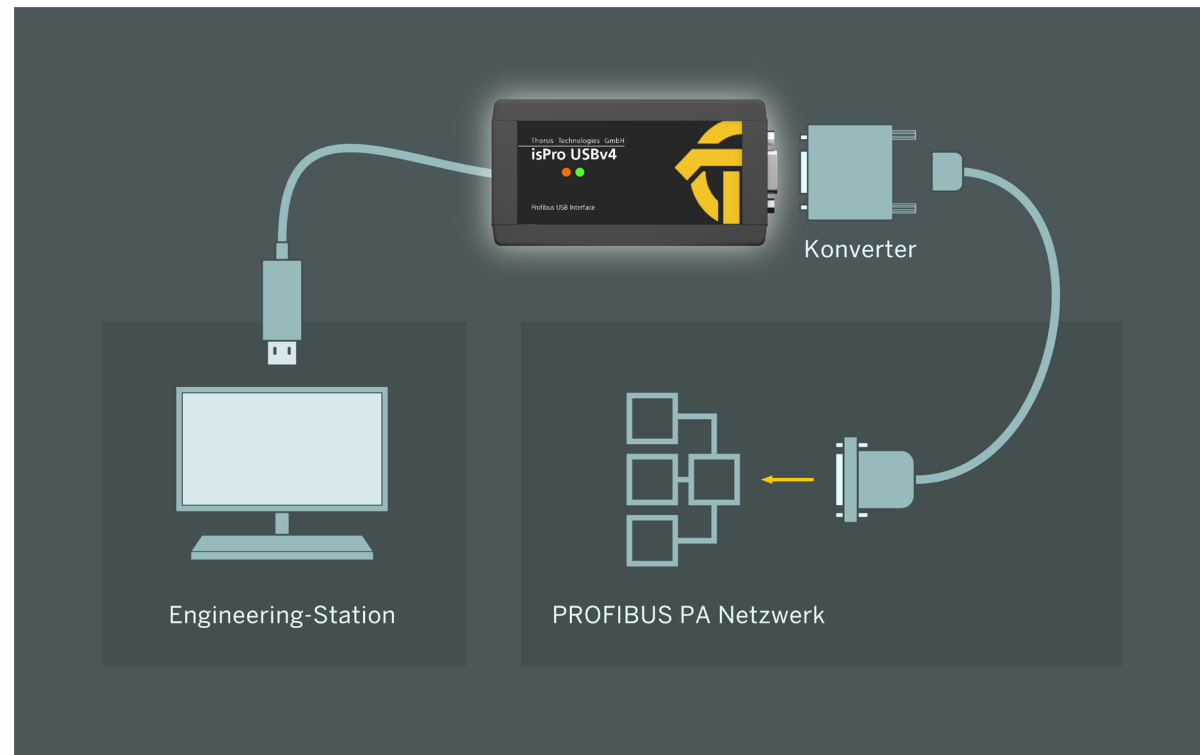 Thorsis Technologies GmbH
isPro USBv4
Profibus USB Interface
Konverter
Engineering-Station
PROFIBUS PA Netzwerk